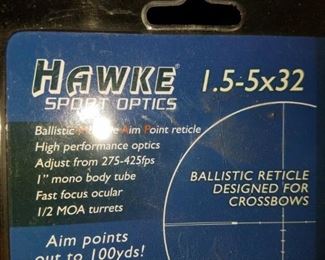 HAWKE®
SPORT OPTICS
1.5-5x32
Ballistic Aim Point reticle
High performance optics
Adjust from 275-425fps
1" mono body tube
Fast focus ocular
1/2 MOA turrets
BALLISTIC RETICLE
DESIGNED FOR
CROSSBOWS
Aim points
out to 100yds!